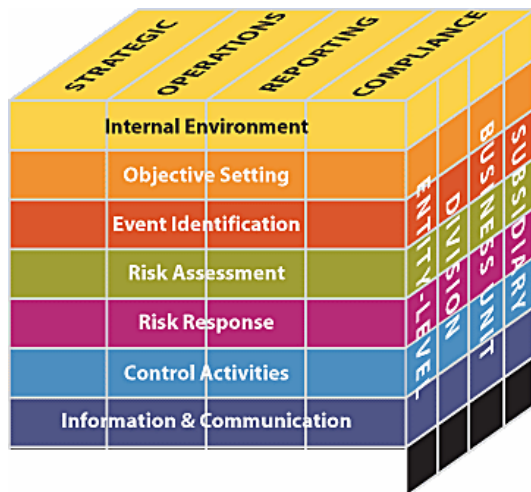 STRATEGIC
OPERATIONS
REPORTING
COMPLIANCE
Internal Environment
Objective Setting
Event Identification
Risk Assessment
Risk Response
Control Activities
Information & Communication
ENTITY-LEVEL
DIVISION
BUSINESS UNIT
SUBSIDIARY